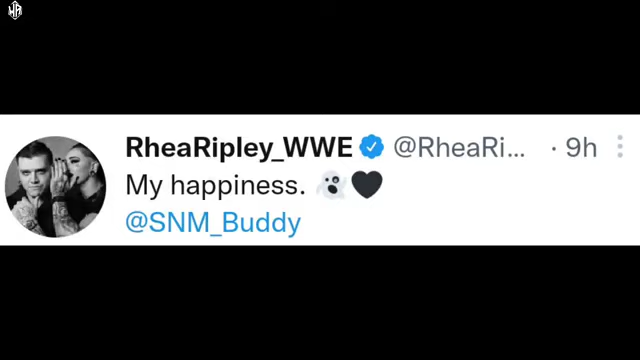 RheaRipley_WWE @RheaRi... · 9h
My happiness. 👻🖤
@SNM_Buddy